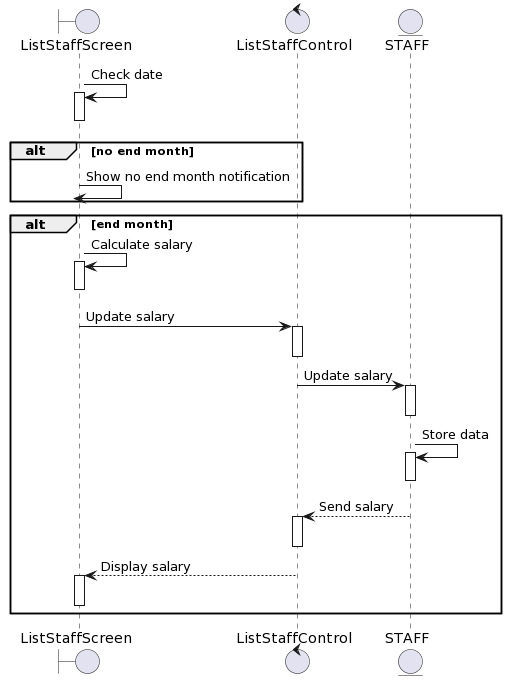 ListStaffScreen ListStaffControl STAFF
Check date
alt [no end month]
Show no end month notification
alt [end month]
Calculate salary
Update salary
Update salary
Store data
Send salary
Display salary
ListStaffScreen ListStaffControl STAFF